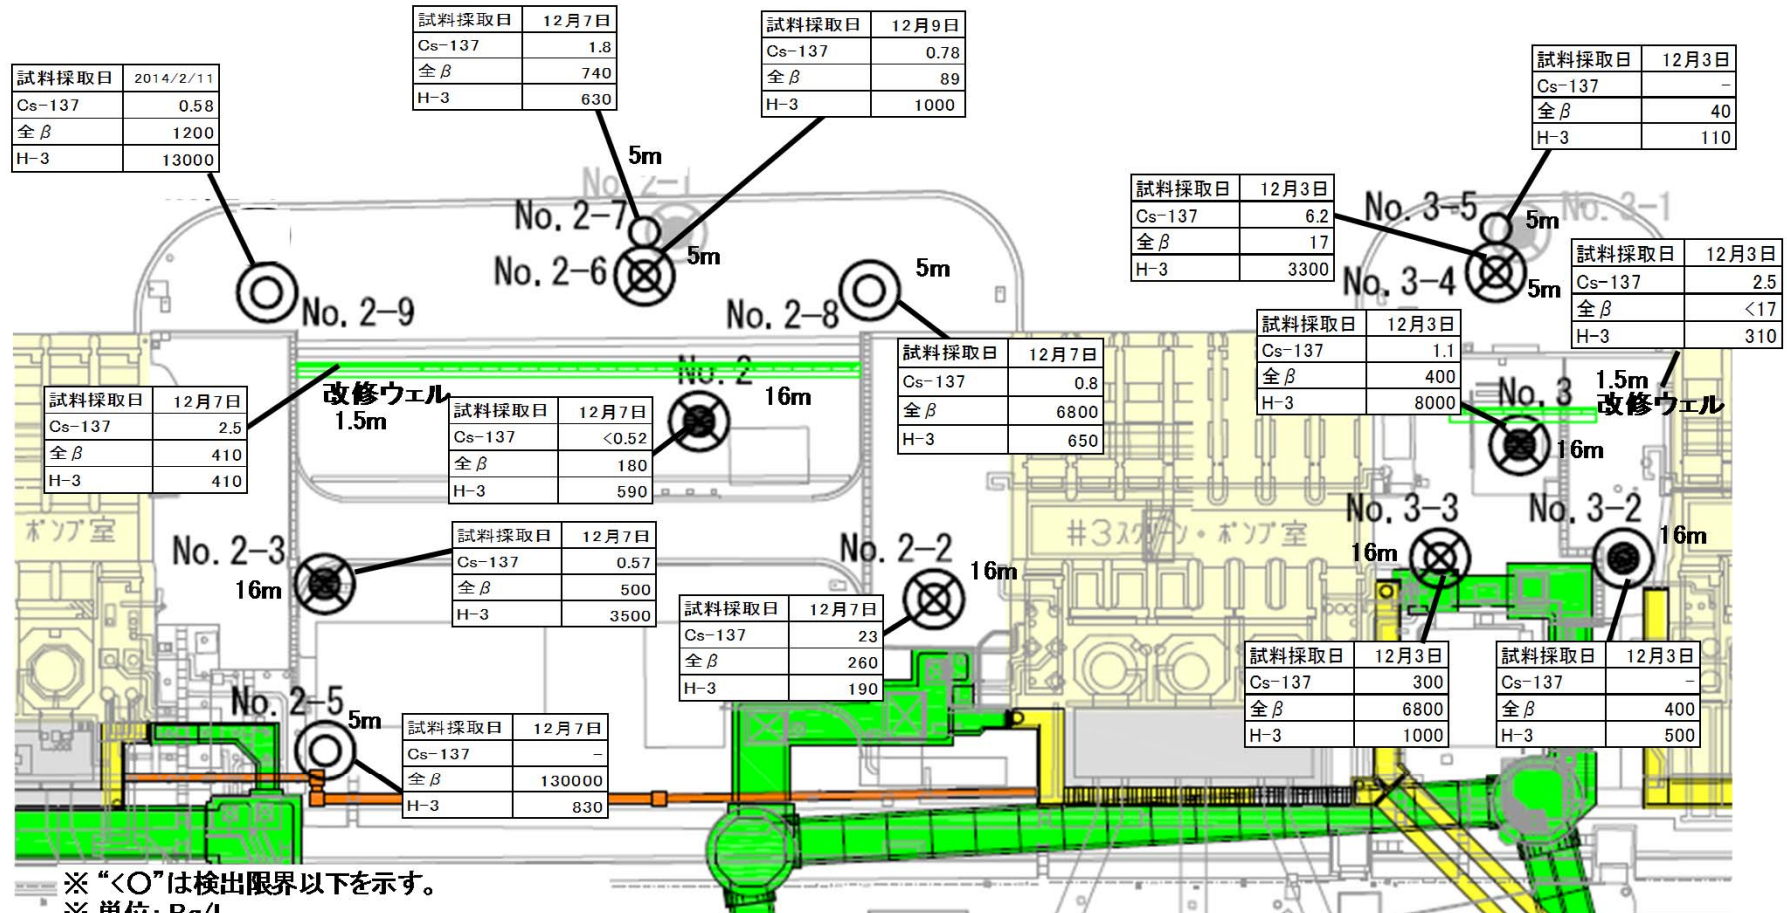 試料採取日 12月7日
Cs-137 1.8
全β 740
H-3 630
試料採取日 12月9日
Cs-137 0.78
全β 89
H-3 1000
試料採取日 12月3日
Cs-137 -
全β 40
H-3 110
試料採取日 2014/2/11
Cs-137 0.58
全β 1200
H-3 13000
5m
No. 2-1
No. 2-7
5m
No. 2-6
試料採取日 12月3日
Cs-137 6.2
全β 17
H-3 3300
No. 3-5
5m
No. 3-1
No. 3-4
5m
試料採取日 12月3日
Cs-137 2.5
全β <17
H-3 310
No. 2-9
No. 2-8
5m
試料採取日 12月3日
Cs-137 1.1
全β 400
H-3 8000
試料採取日 12月7日
Cs-137 0.8
全β 6800
H-3 650
No. 2
16m
改修ウェル
1.5m
1.5m
改修ウェル
No. 3
16m
試料採取日 12月7日
Cs-137 2.5
全β 410
H-3 410
試料採取日 12月7日
Cs-137 <0.52
全β 180
H-3 590
ポンプ室
#3スクリーン・ポンプ室
No. 3-3
16m
No. 3-2
16m
No. 2-3
16m
試料採取日 12月7日
Cs-137 0.57
全β 500
H-3 3500
No. 2-2
16m
試料採取日 12月7日
Cs-137 23
全β 260
H-3 190
試料採取日 12月3日
Cs-137 300
全β 6800
H-3 1000
試料採取日 12月3日
Cs-137 -
全β 400
H-3 500
No. 2-5
5m
試料採取日 12月7日
Cs-137 -
全β 130000
H-3 830
※ “<○”は検出限界以下を示す。
※ 単位: Bq/L